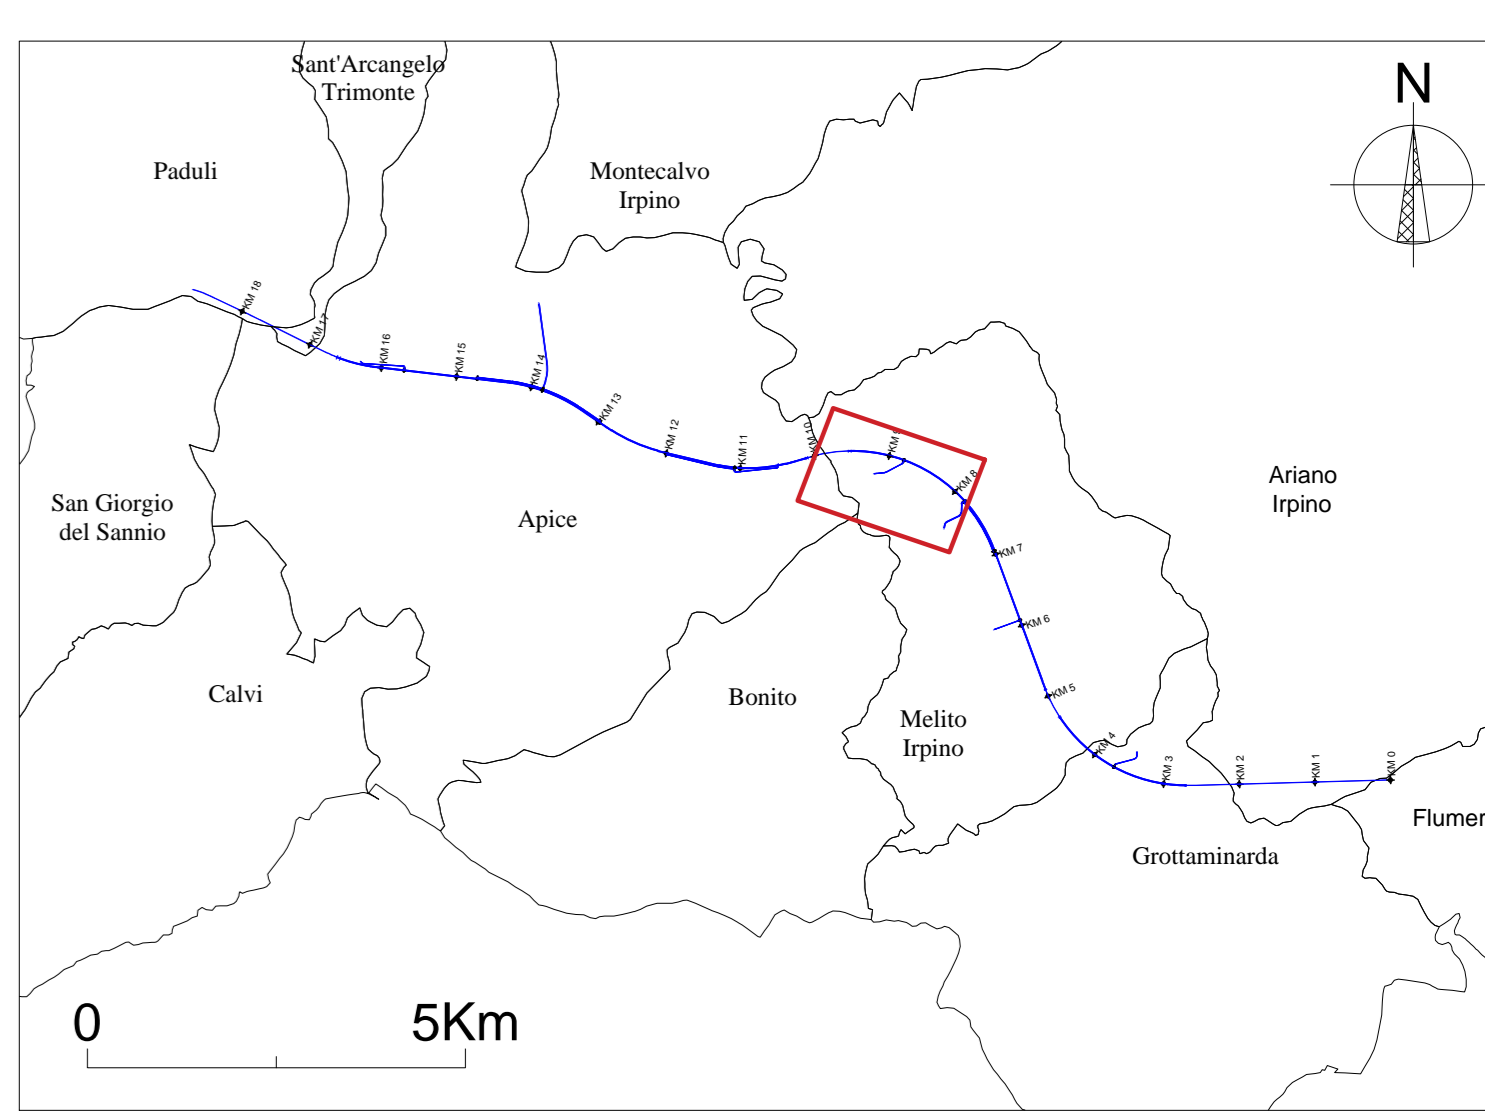 Sant'Arcangelo
Trimonte
N
Paduli
Montecalvo
Irpino
KM 18
KM 17
KM 16
KM 15
KM 14
KM 13
KM 12
KM 11
KM 10
KM 9
KM 8
KM 7
KM 6
KM 5
KM 4
KM 3
KM 2
KM 1
KM 0
Ariano
Irpino
San Giorgio
del Sannio
Apice
Calvi
Bonito
Melito
Irpino
Flumer
Grottaminarda
0 5Km